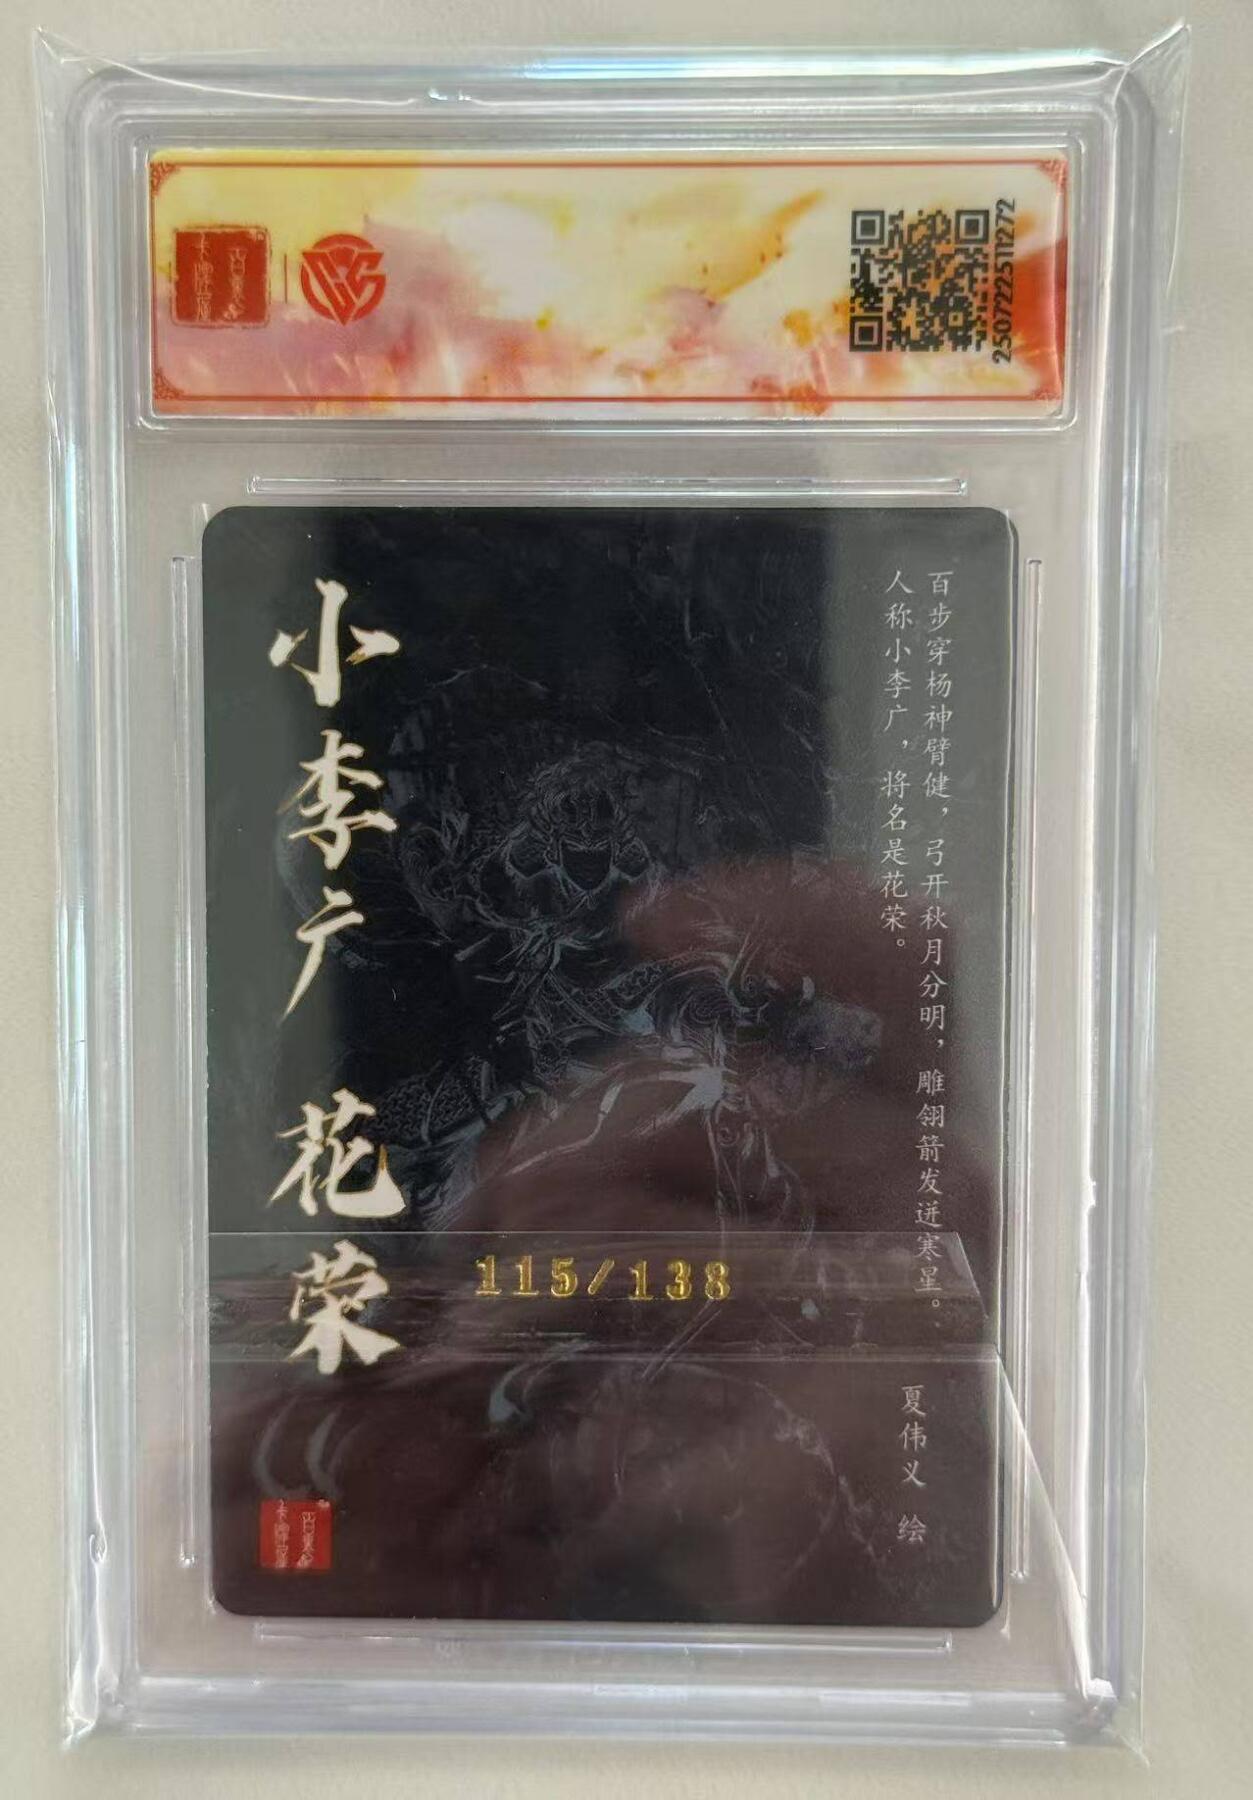 2507225111272
小李广 花荣
百步穿杨神臂健，弓开秋月分明，雕翎箭发迸寒星。
人称小李广，将名是花荣。
115/138
夏伟义 绘